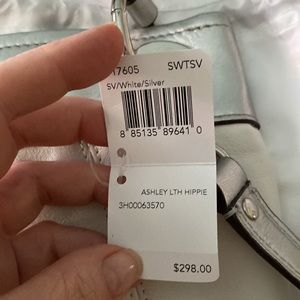 17605 SWTSV
SV/White/Silver
8 85135 89641 0
ASHLEY LTH HIPPIE
3H00063570
$298.00